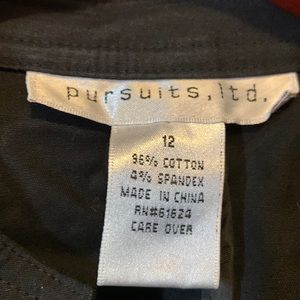 pursuits,ltd.
12
96% COTTON
4% SPANDEX
MADE IN CHINA
RN#61624
CARE OVER